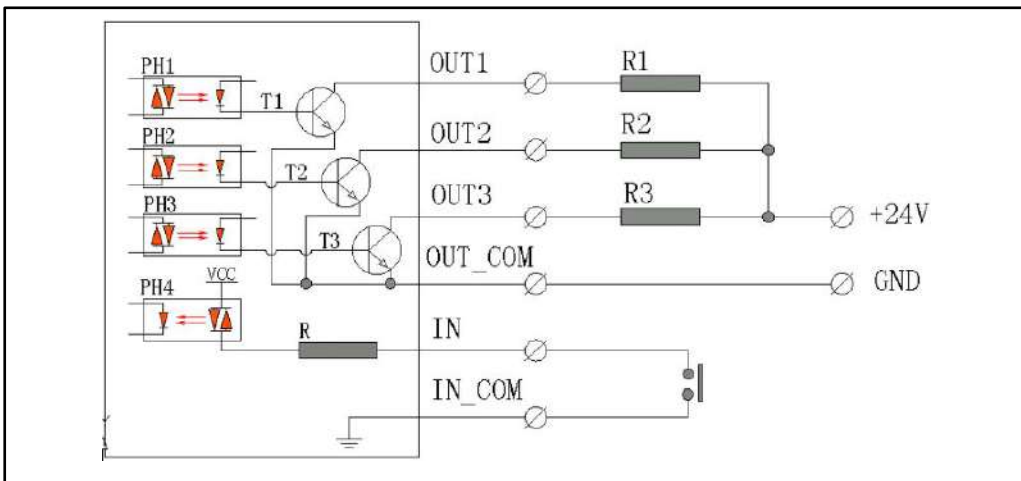 PH1
T1
OUT1
R1
PH2
T2
OUT2
R2
PH3
T3
OUT3
R3
+24V
OUT_COM
GND
PH4
VCC
R
IN
IN_COM